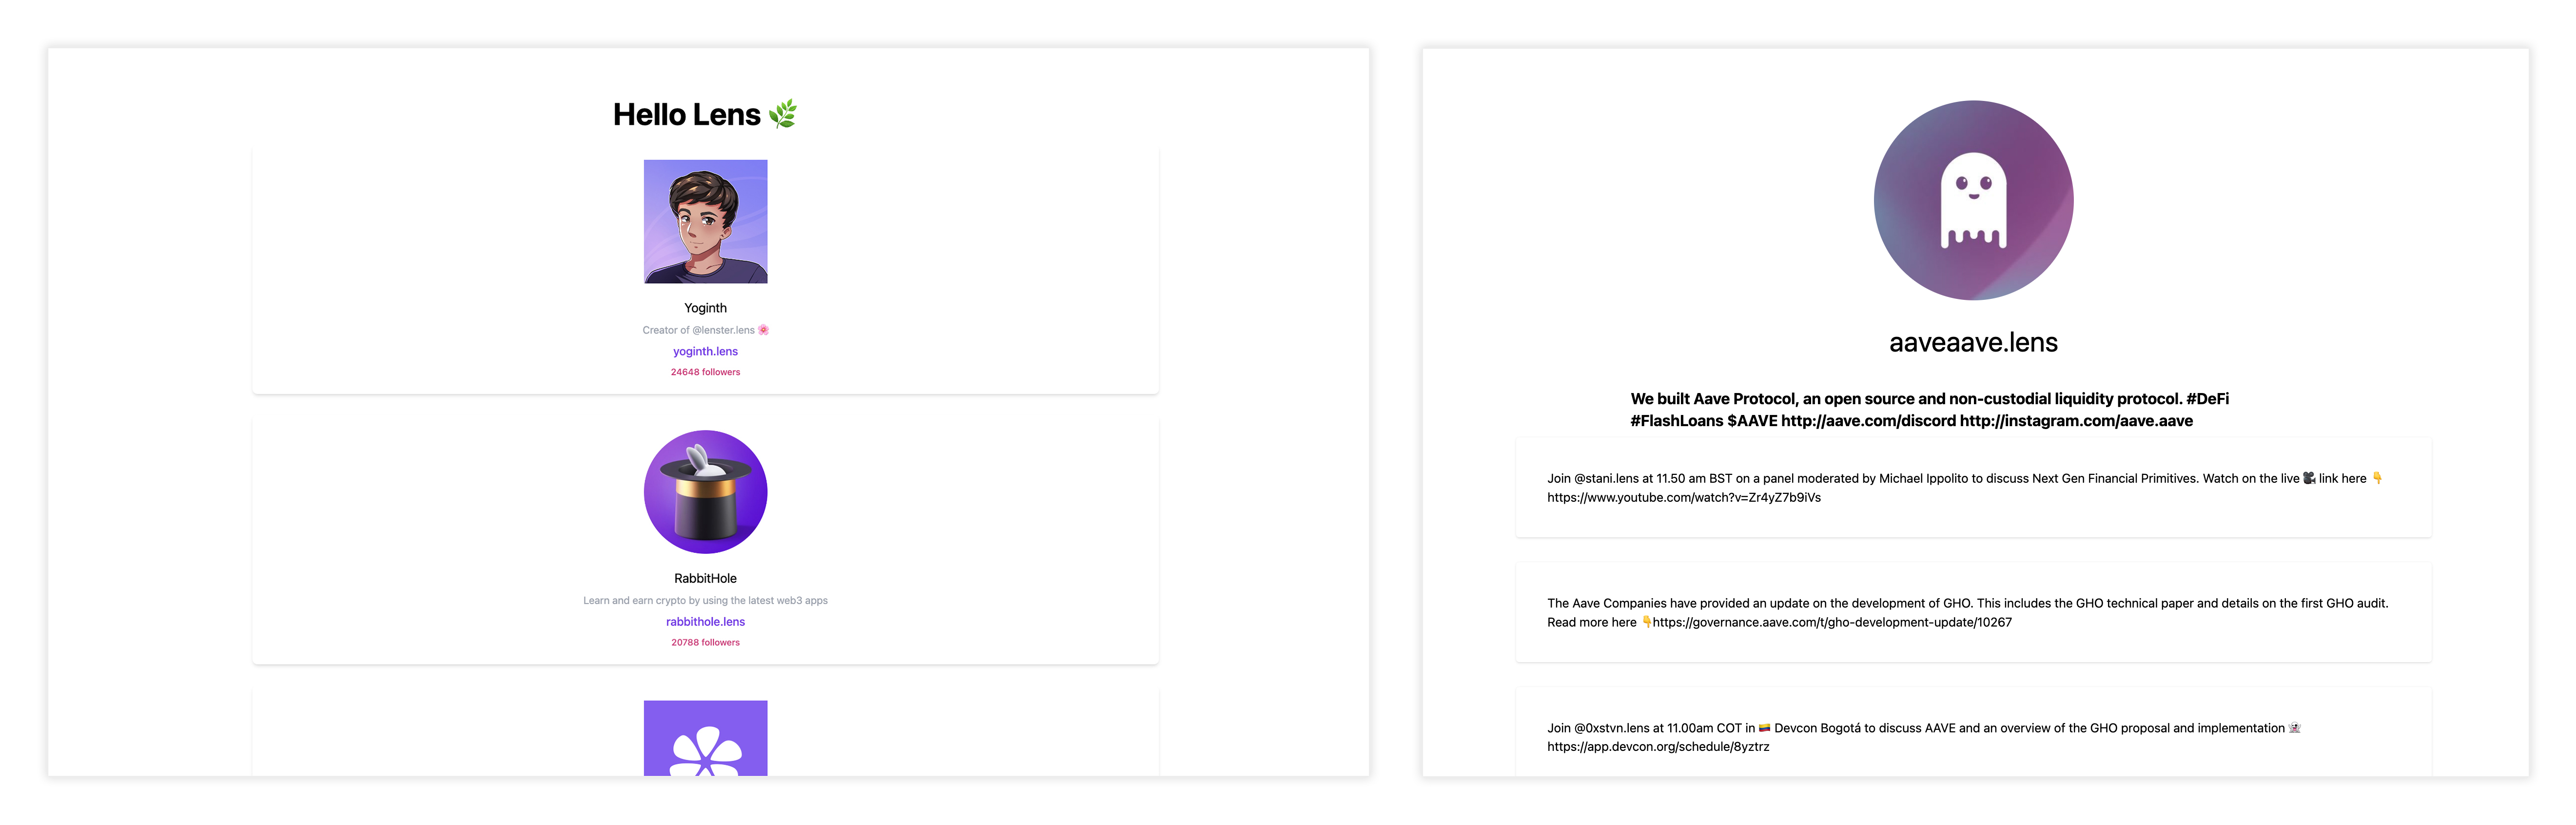 Hello Lens 🌿
Yoginth
Creator of @lenster.lens 🌸
yoginth.lens
24648 followers
RabbitHole
Learn and earn crypto by using the latest web3 apps
rabbithole.lens
20788 followers
aaveaave.lens
We built Aave Protocol, an open source and non-custodial liquidity protocol. #DeFi
#FlashLoans $AAVE http://aave.com/discord http://instagram.com/aave.aave
Join @stani.lens at 11.50 am BST on a panel moderated by Michael Ippolito to discuss Next Gen Financial Primitives. Watch on the live 🎥 link here 👇
https://www.youtube.com/watch?v=Zr4yZ7b9iVs
The Aave Companies have provided an update on the development of GHO. This includes the GHO technical paper and details on the first GHO audit.
Read more here 👇https://governance.aave.com/t/gho-development-update/10267
Join @0xstvn.lens at 11.00am COT in 🇨🇴 Devcon Bogotá to discuss AAVE and an overview of the GHO proposal and implementation 👻
https://app.devcon.org/schedule/8yztrz